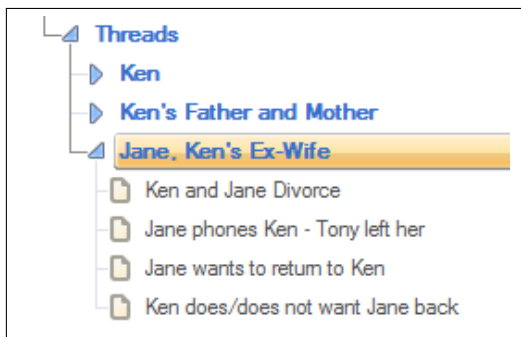 Threads
Ken
Ken's Father and Mother
Jane, Ken's Ex-Wife
Ken and Jane Divorce
Jane phones Ken - Tony left her
Jane wants to return to Ken
Ken does/does not want Jane back